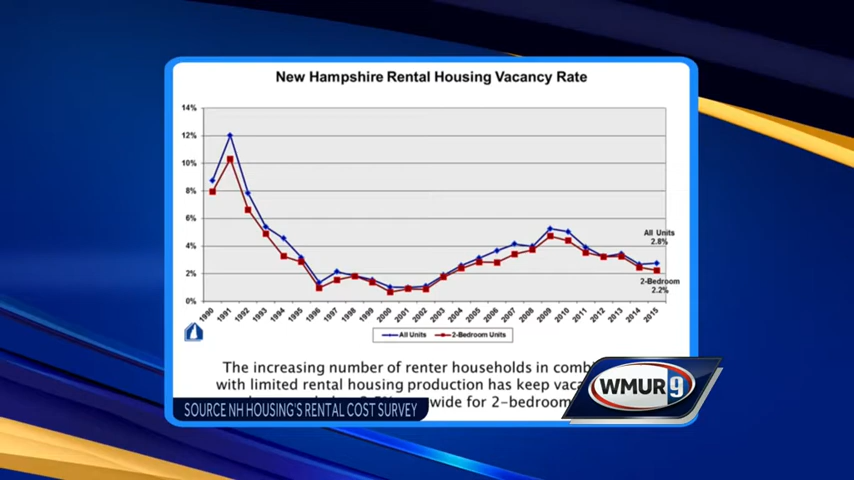 New Hampshire Rental Housing Vacancy Rate
14%
12%
10%
8%
6%
4%
2%
0%
All Units
2.8%
2-Bedroom
2.2%
1990 1991 1992 1993 1994 1995 1996 1997 1998 1999 2000 2001 2002 2003 2004 2005 2006 2007 2008 2009 2010 2011 2012 2013 2014 2015
All Units 2-Bedroom Units
The increasing number of renter households in
with limited rental housing production has keep
wide for 2-bedroom
SOURCE NH HOUSING'S RENTAL COST SURVEY
WMUR 9